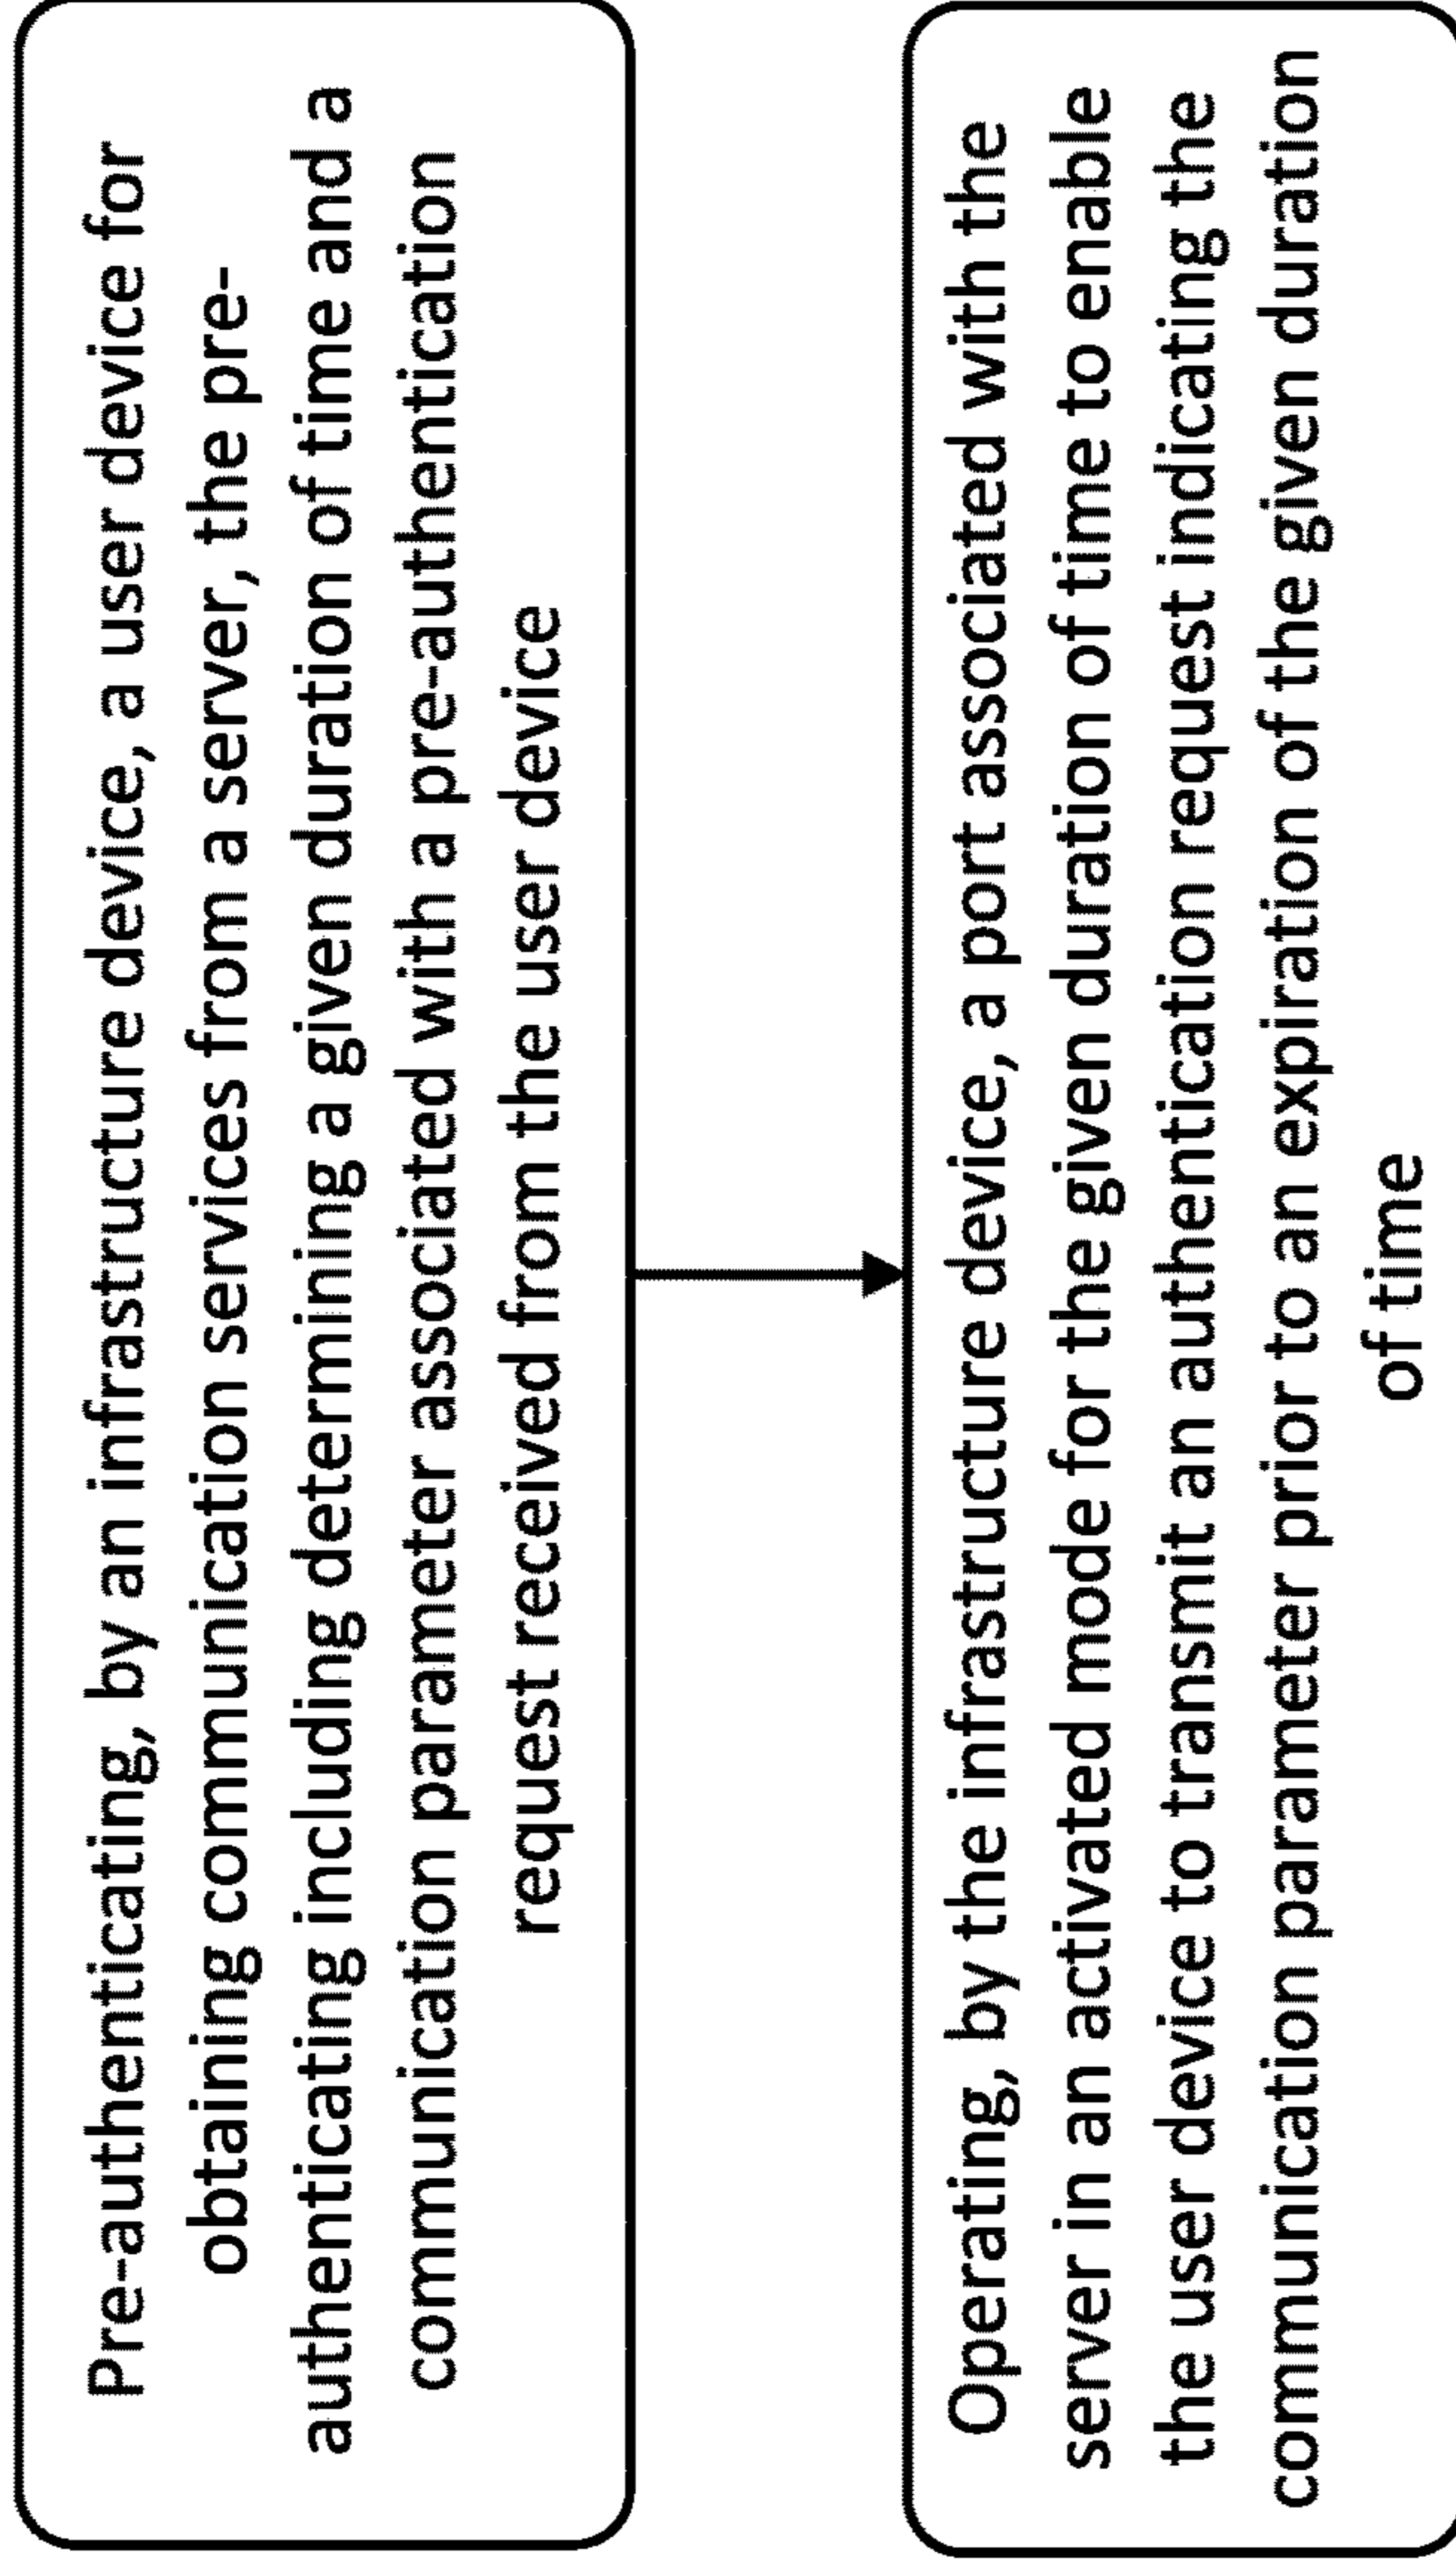 Pre-authenticating, by an infrastructure device, a user device for
obtaining communication services from a server, the pre-
authenticating including determining a given duration of time and a
communication parameter associated with a pre-authentication
request received from the user device
Operating, by the infrastructure device, a port associated with the
server in an activated mode for the given duration of time to enable
the user device to transmit an authentication request indicating the
communication parameter prior to an expiration of the given duration
of time